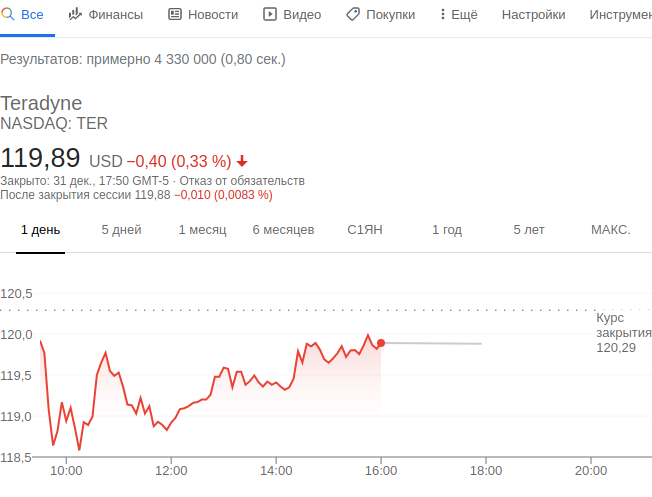 Все Финансы Новости Видео Покупки Ещё Настройки Инструмен
Результатов: примерно 4 330 000 (0,80 сек.)
Teradyne
NASDAQ: TER
119,89 USD −0,40 (0,33 %)
Закрыто: 31 дек., 17:50 GMT-5 · Отказ от обязательств
После закрытия сессии 119,88 −0,010 (0,0083 %)
1 день 5 дней 1 месяц 6 месяцев С1ЯН 1 год 5 лет МАКС.
120,5
Курс
закрытия
120,29
120,0
119,5
119,0
118,5
10:00 12:00 14:00 16:00 18:00 20:00